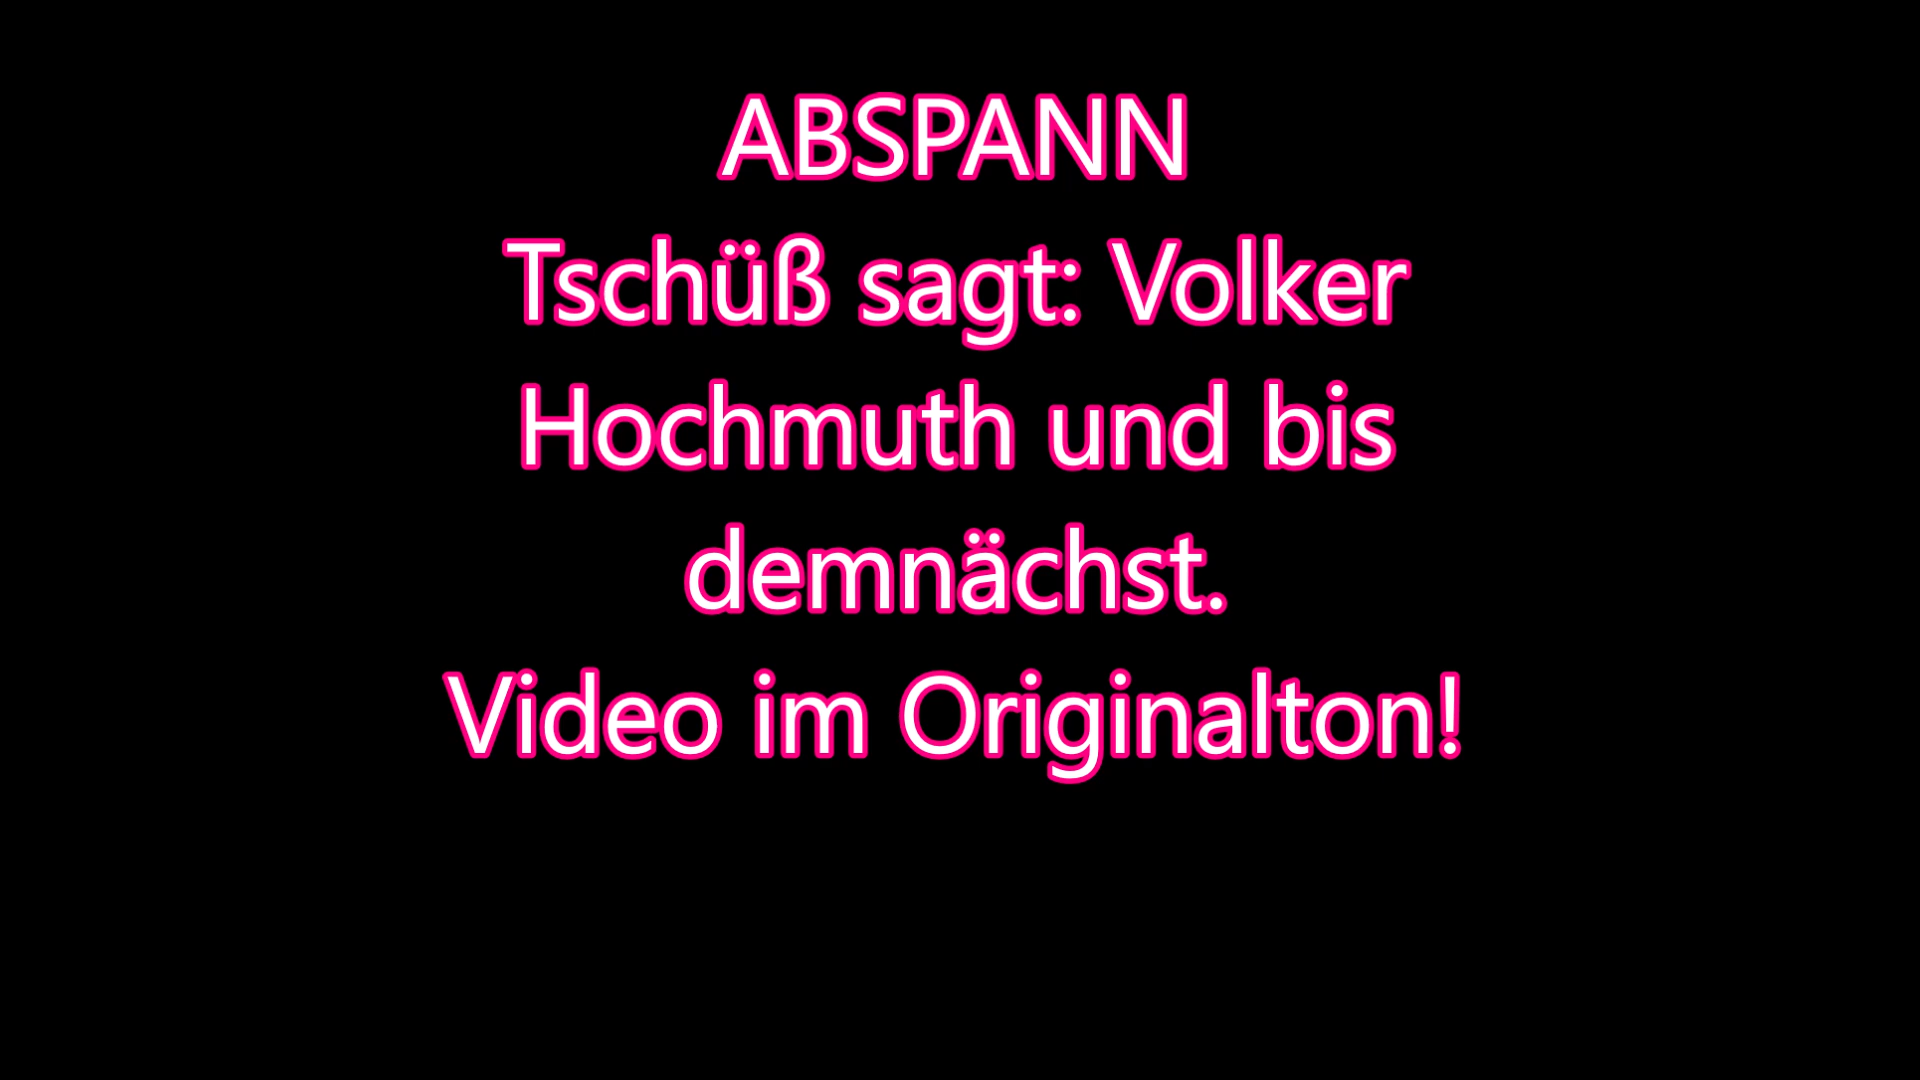 ABSPANN
Tschüß sagt: Volker
Hochmuth und bis
demnächst.
Video im Originalton!